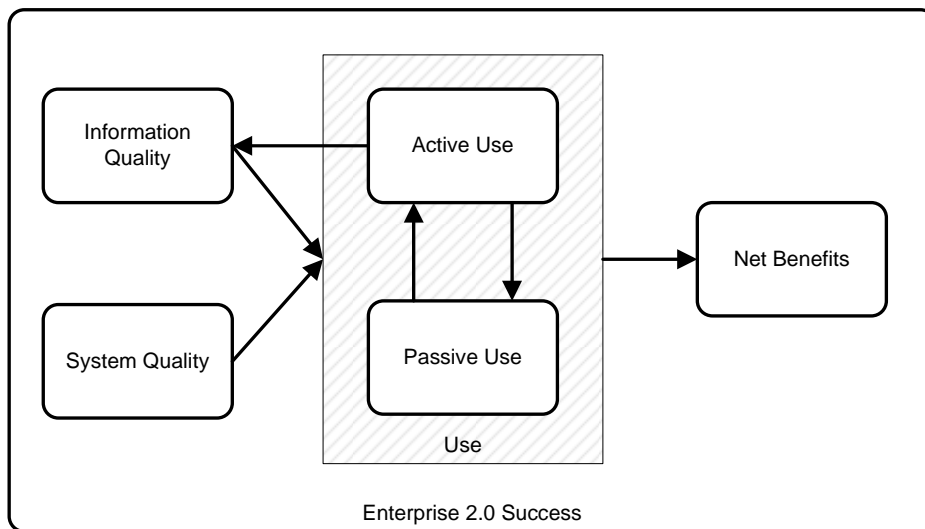 Information
Quality
Active Use
Net Benefits
System Quality
Passive Use
Use
Enterprise 2.0 Success